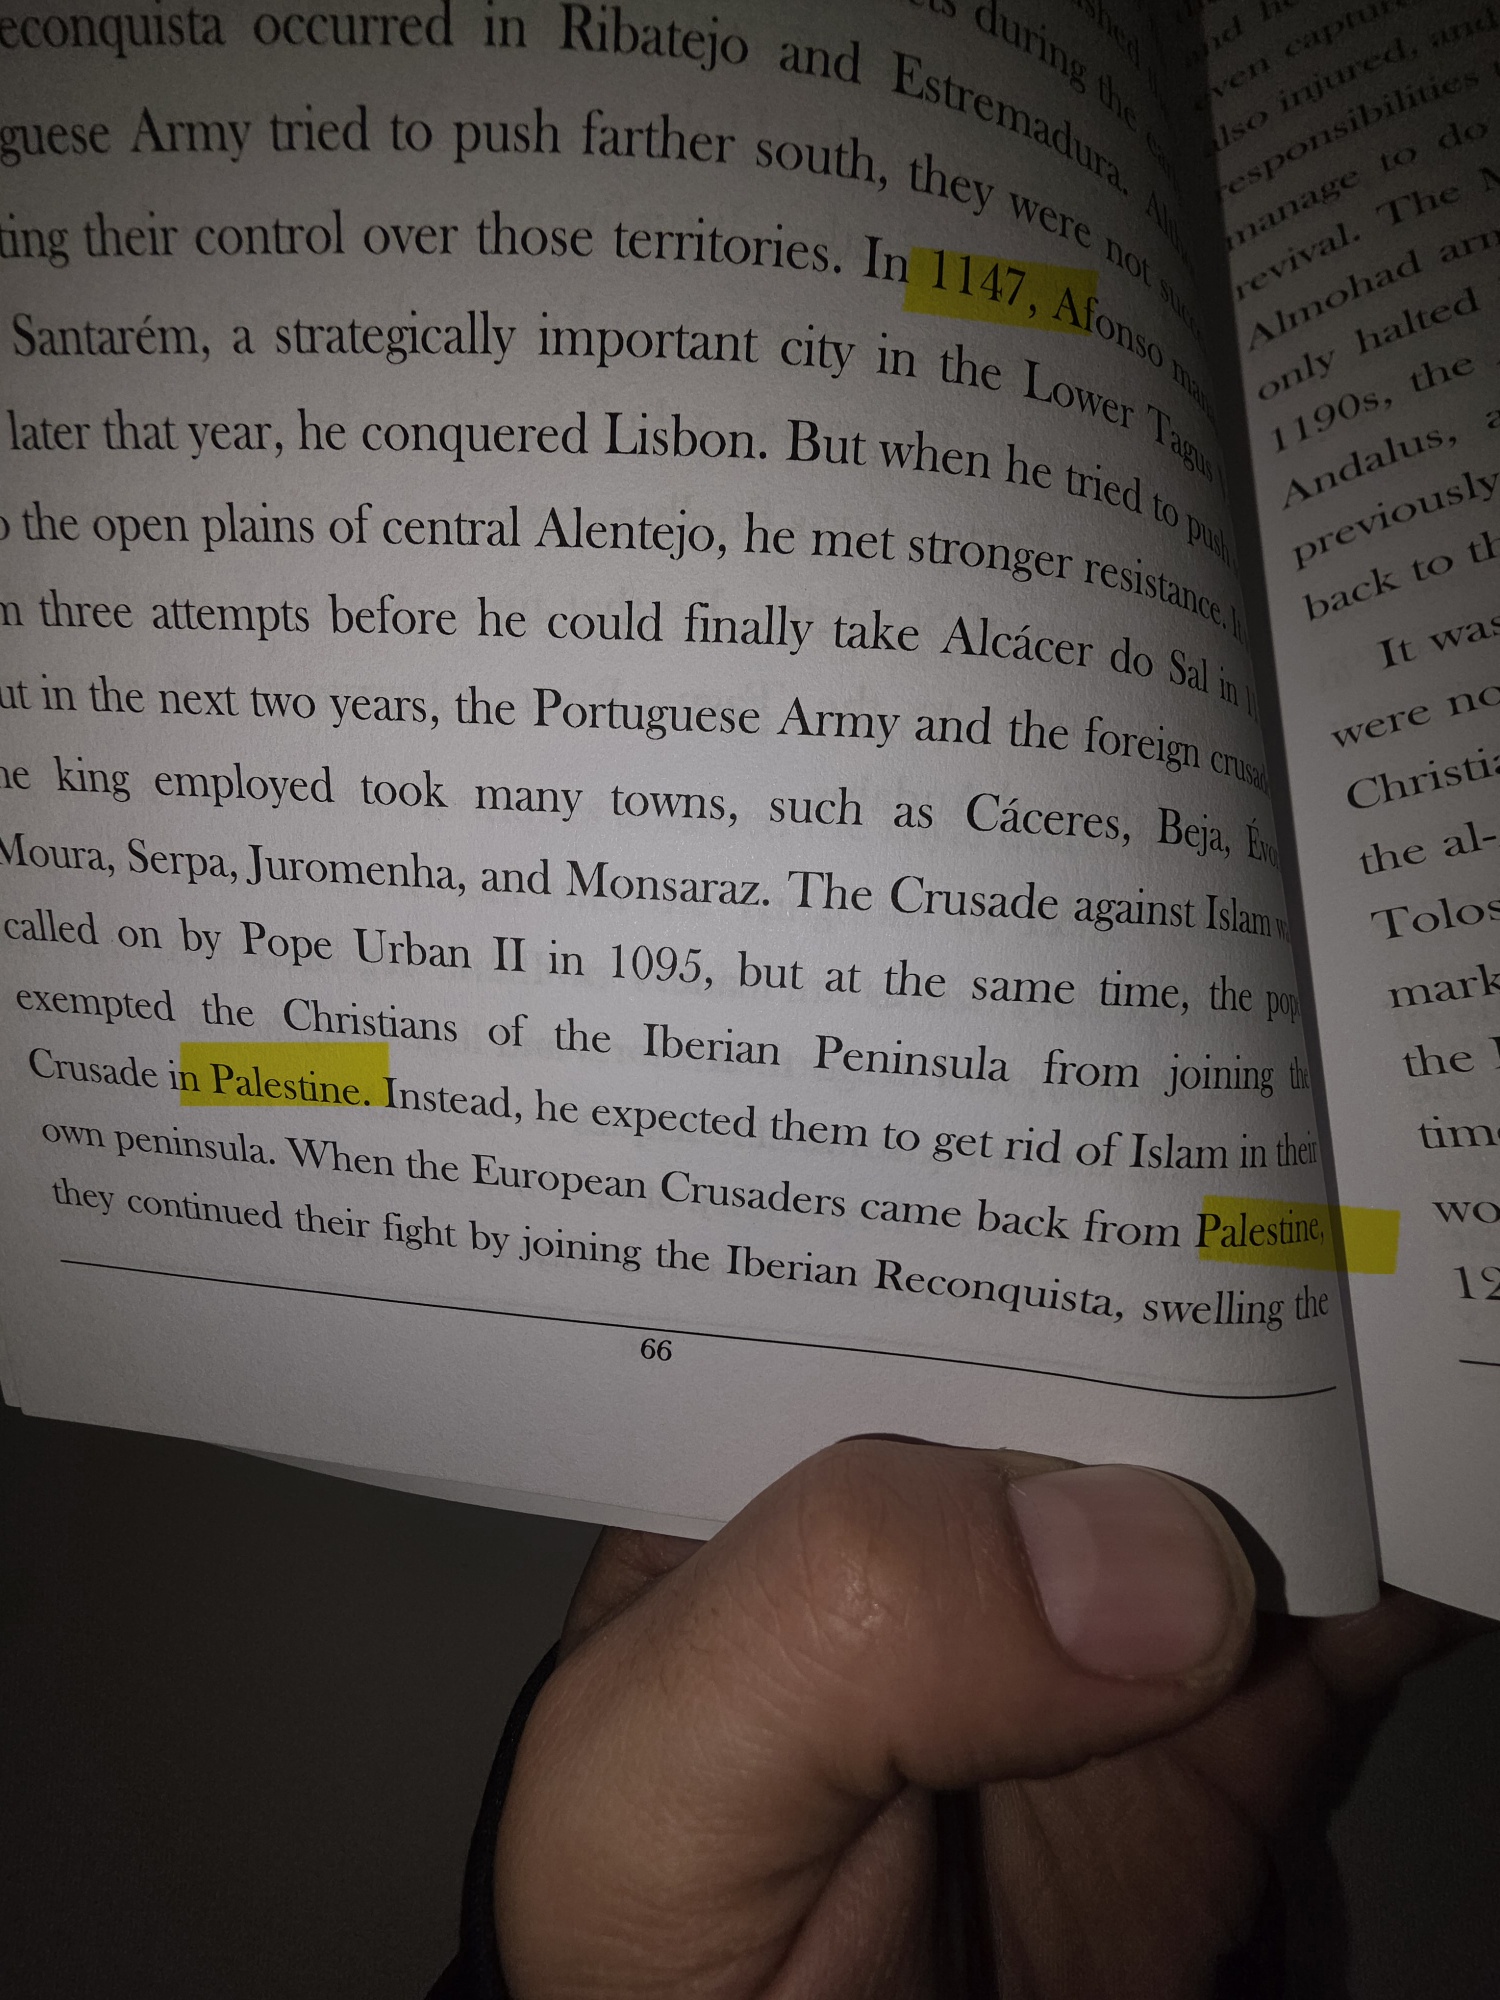 during the
econquista occurred in Ribatejo and Estremadura.
guese Army tried to push farther south, they were not
ting their control over those territories. In 1147, Afonso
Santarém, a strategically important city in the Lower Tagus
later that year, he conquered Lisbon. But when he tried to push
the open plains of central Alentejo, he met stronger resistance.
three attempts before he could finally take Alcácer do Sal in
ut in the next two years, the Portuguese Army and the foreign
king employed took many towns, such as Cáceres, Beja,
Moura, Serpa, Juromenha, and Monsaraz. The Crusade against Islam
called on by Pope Urban II in 1095, but at the same time, the
exempted the Christians of the Iberian Peninsula from joining the
Crusade in Palestine. Instead, he expected them to get rid of Islam in their
own peninsula. When the European Crusaders came back from Palestine,
they continued their fight by joining the Iberian Reconquista, swelling the
66
also injured, and
responsibilities
manage to do
revival. The
Almohad
only halted
1190s, the
Andalus,
previously
back to
It was
were
the al-
mark
the
12